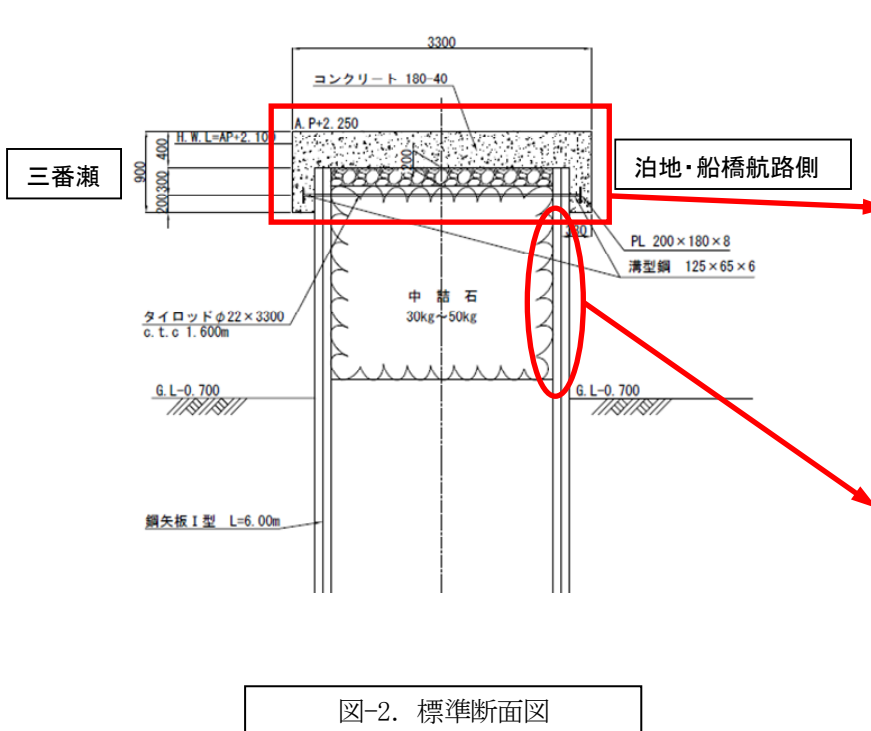 3300
コンクリート 180-40
A.P+2.250
H.W.L=AP+2.100
三番瀬
泊地・船橋航路側
900
400
300
200
200
PL 200×180×8
溝型鋼 125×65×6
中 詰 石
30kg～50kg
タイロッドφ22×3300
c.t.c 1.600m
G.L-0.700
G.L-0.700
鋼矢板Ⅰ型 L=6.00m
図-2. 標準断面図